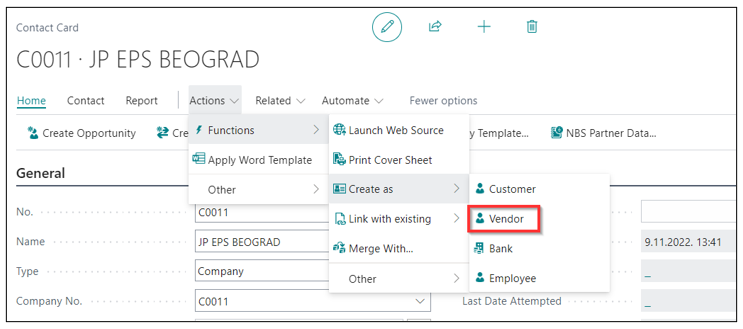 Contact Card
C0011 · JP EPS BEOGRAD
Home Contact Report Actions Related Automate Fewer options
Create Opportunity Cre Functions Launch Web Source y Template... NBS Partner Data...
Apply Word Template Print Cover Sheet
General Other Create as Customer
No. C0011 Link with existing Vendor
Name JP EPS BEOGRAD Merge With... Bank 9.11.2022. 13:41
Type Company Other Employee
Company No. C0011 Last Date Attempted